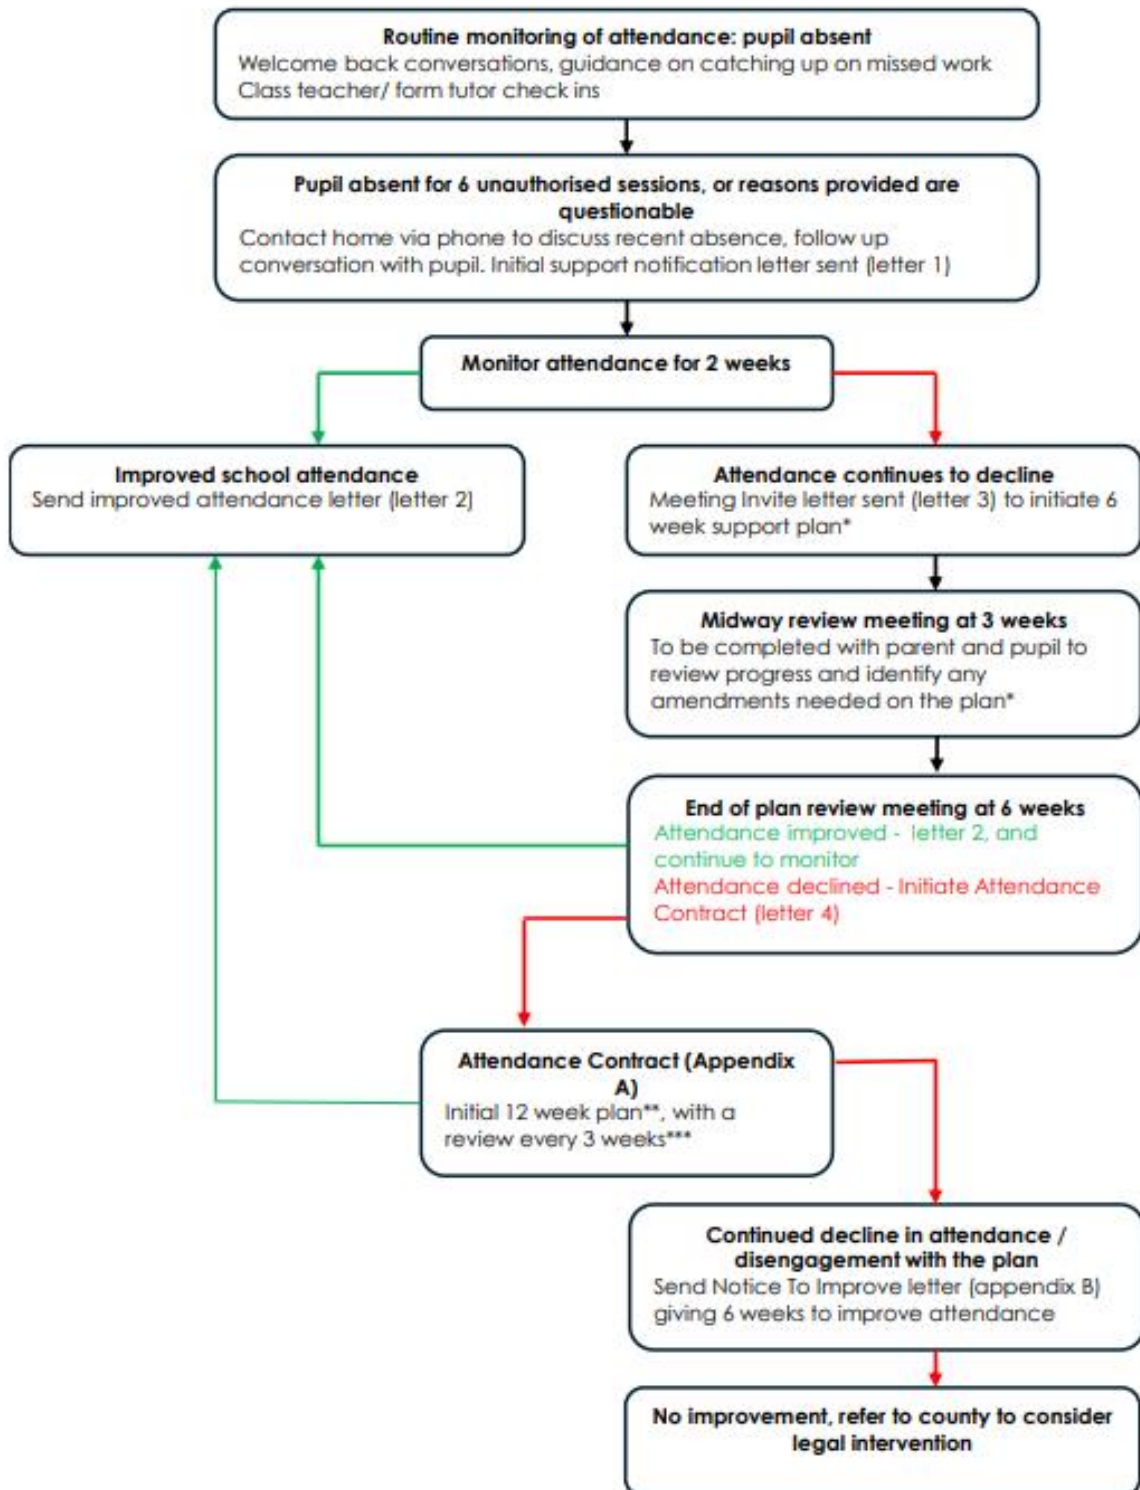 Routine monitoring of attendance: pupil absent
Welcome back conversations, guidance on catching up on missed work
Class teacher/ form tutor check ins
Pupil absent for 6 unauthorised sessions, or reasons provided are
questionable
Contact home via phone to discuss recent absence, follow up
conversation with pupil. Initial support notification letter sent (letter 1)
Monitor attendance for 2 weeks
Improved school attendance
Send improved attendance letter (letter 2)
Attendance continues to decline
Meeting Invite letter sent (letter 3) to initiate 6
week support plan*
Midway review meeting at 3 weeks
To be completed with parent and pupil to
review progress and identify any
amendments needed on the plan*
End of plan review meeting at 6 weeks
Attendance improved - letter 2, and
continue to monitor
Attendance declined - Initiate Attendance
Contract (letter 4)
Attendance Contract (Appendix
A)
Initial 12 week plan**, with a
review every 3 weeks***
Continued decline in attendance /
disengagement with the plan
Send Notice To Improve letter (appendix B)
giving 6 weeks to improve attendance
No improvement, refer to county to consider
legal intervention